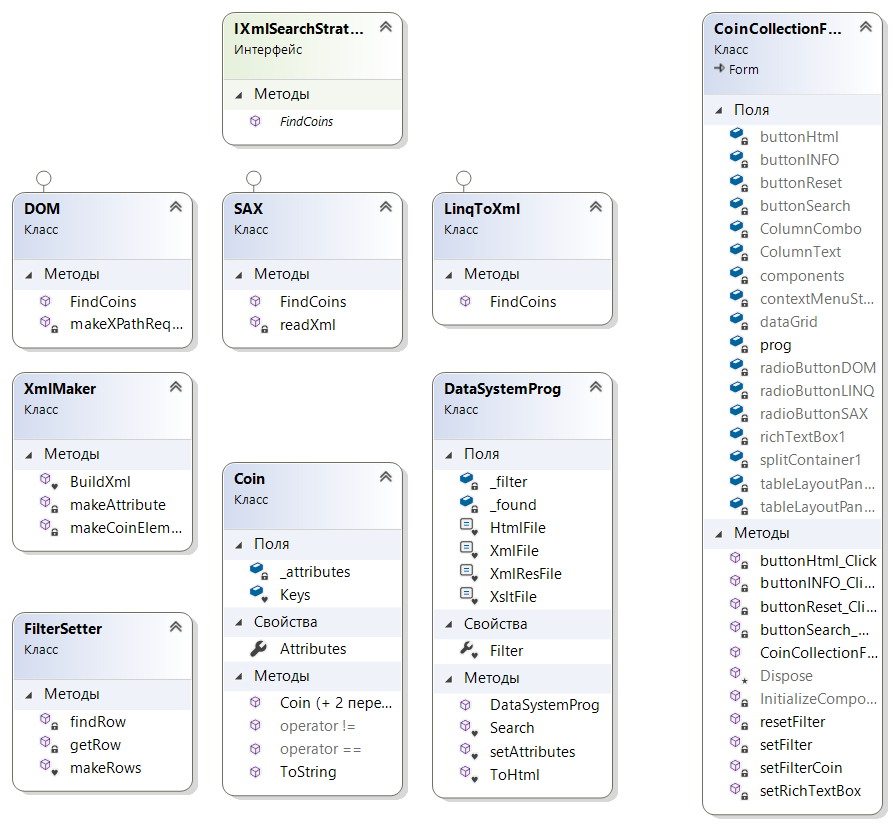 IXmlSearchStrat...
Интерфейс
Методы
FindCoins
DOM
Класс
Методы
FindCoins
makeXPathReq...
SAX
Класс
Методы
FindCoins
readXml
LinqToXml
Класс
Методы
FindCoins
XmlMaker
Класс
Методы
BuildXml
makeAttribute
makeCoinElem...
Coin
Класс
Поля
_attributes
Keys
Свойства
Attributes
Методы
Coin (+ 2 пере...
operator !=
operator ==
ToString
DataSystemProg
Класс
Поля
_filter
_found
HtmlFile
XmlFile
XmlResFile
XsltFile
Свойства
Filter
Методы
DataSystemProg
Search
setAttributes
ToHtml
FilterSetter
Класс
Методы
findRow
getRow
makeRows
CoinCollectionF...
Класс
Form
Поля
buttonHtml
buttonINFO
buttonReset
buttonSearch
ColumnCombo
ColumnText
components
contextMenuSt...
dataGrid
prog
radioButtonDOM
radioButtonLINQ
radioButtonSAX
richTextBox1
splitContainer1
tableLayoutPan...
tableLayoutPan...
Методы
buttonHtml_Click
buttonINFO_Cli...
buttonReset_Cli...
buttonSearch_...
CoinCollectionF...
Dispose
InitializeCompo...
resetFilter
setFilter
setFilterCoin
setRichTextBox